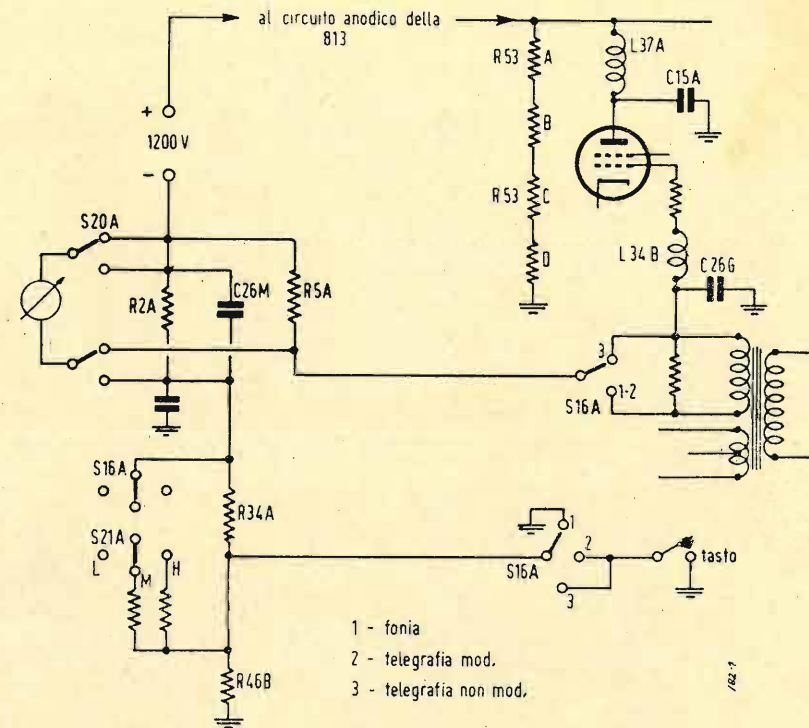 al circuito anodico della
813
L37A
R53 A
C15A
+
1200 V
B
−
R53 C
S20A
D
L34B
C26G
R2A
C26M
R5A
3
1-2
S16A
S16A
R34A
S21A
L
M
H
1
2
S16A
3
tasto
1 - fonia
2 - telegrafia mod.
3 - telegrafia non mod.
R46B